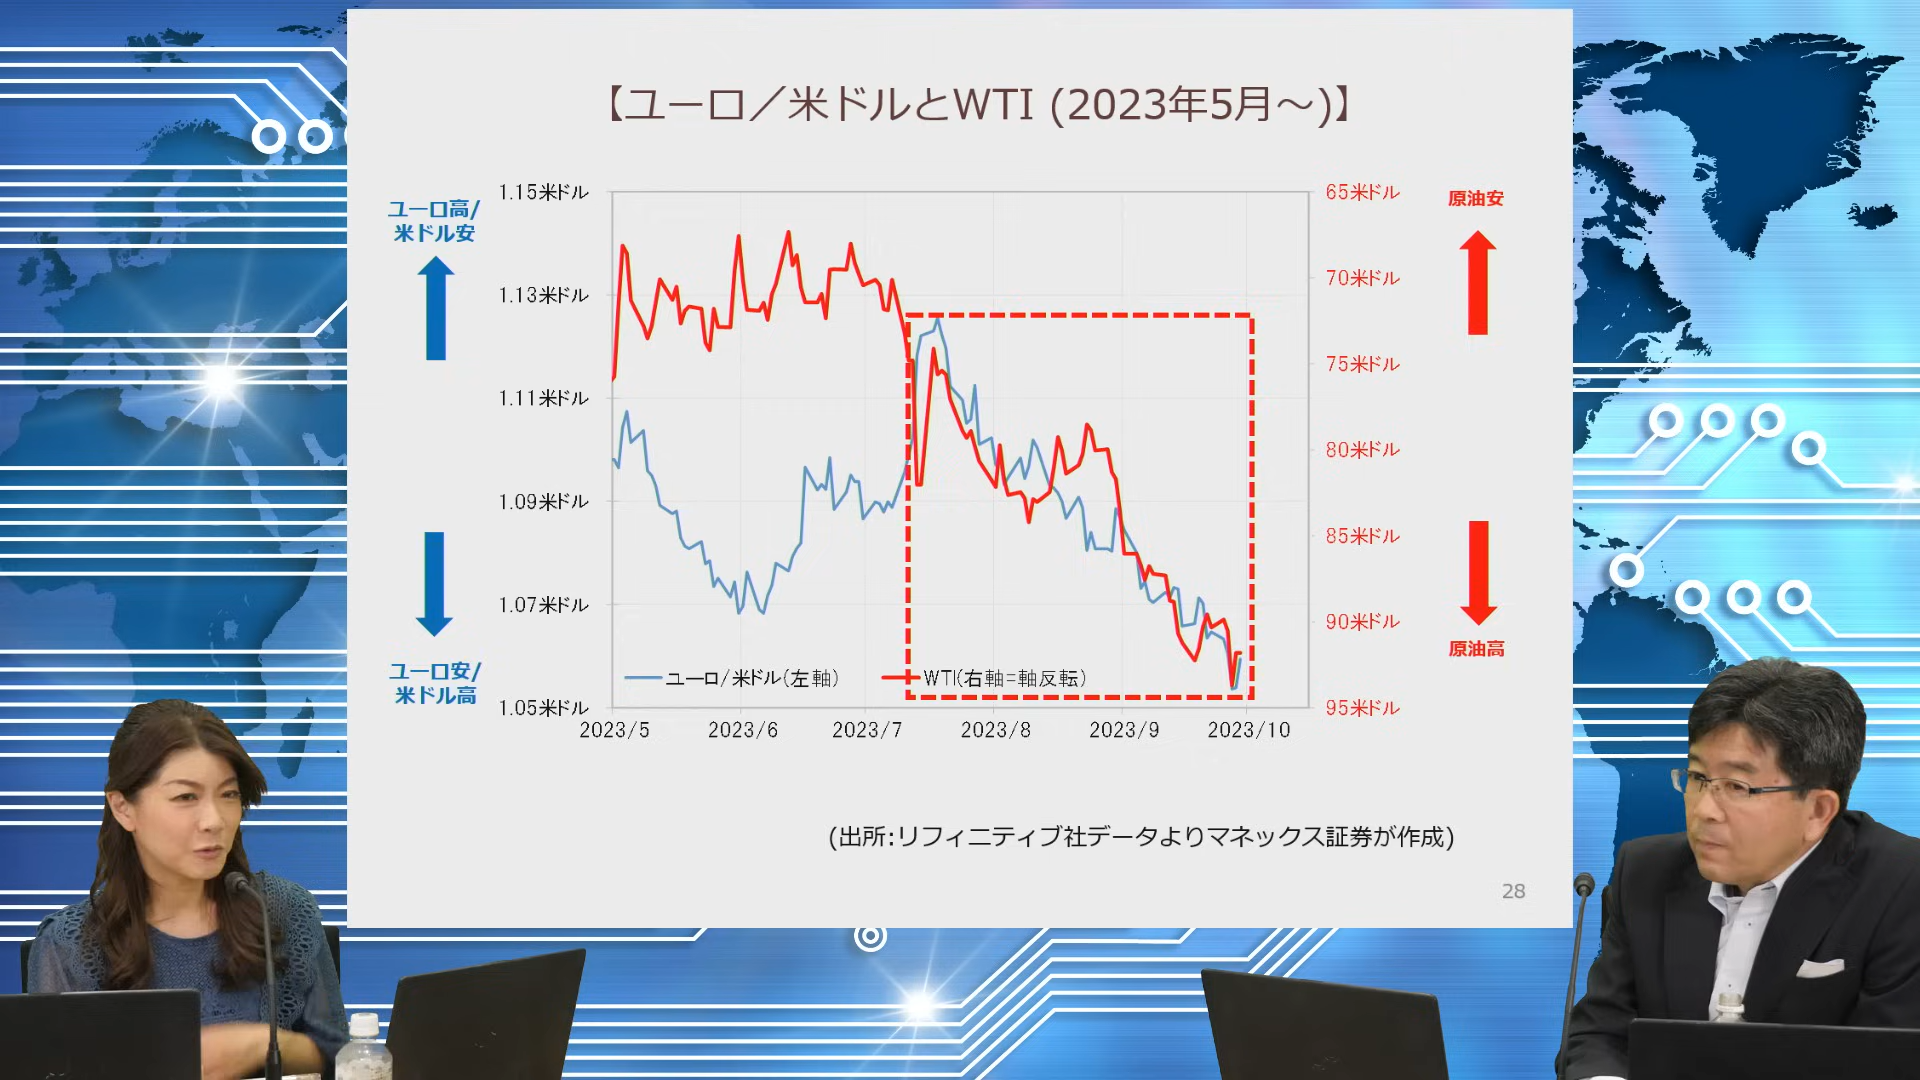 【ユーロ／米ドルとWTI (2023年5月～)】
ユーロ高/
米ドル安
ユーロ安/
米ドル高
1.15米ドル
1.13米ドル
1.11米ドル
1.09米ドル
1.07米ドル
1.05米ドル
65米ドル
70米ドル
75米ドル
80米ドル
85米ドル
90米ドル
95米ドル
原油安
原油高
ユーロ/米ドル(左軸)
WTI(右軸=軸反転)
2023/5 2023/6 2023/7 2023/8 2023/9 2023/10
(出所:リフィニティブ社データよりマネックス証券が作成)
28